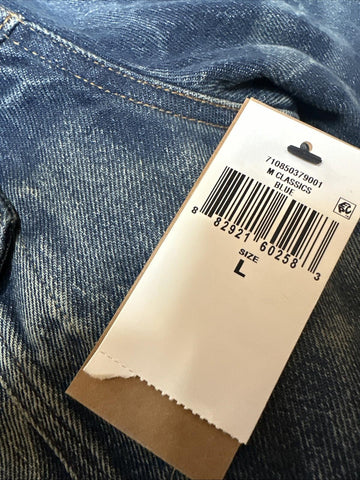 710850379001
M CLASSICS
BLUE
8 82921 60258 3
SIZE
L